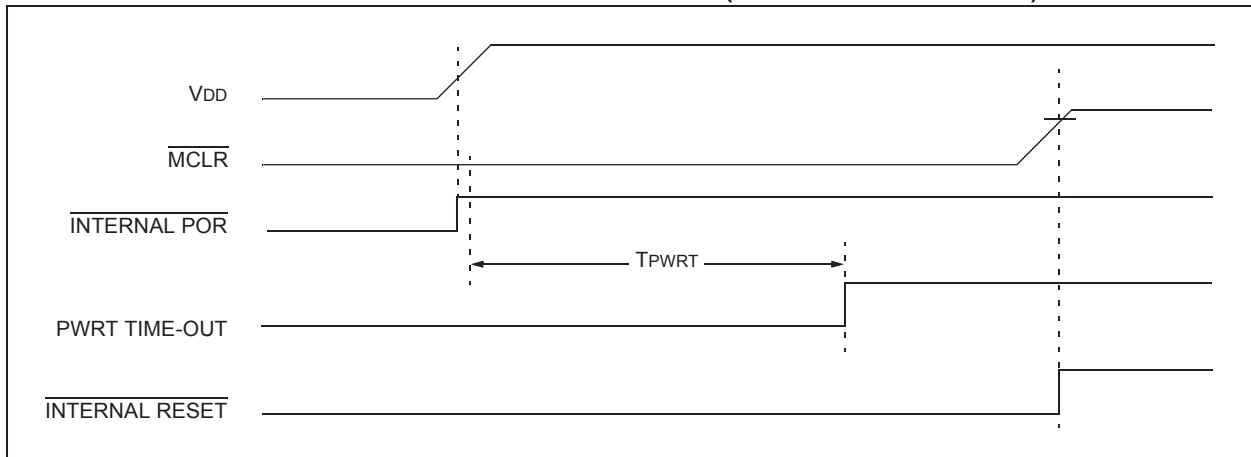 VDD
MCLR
INTERNAL POR
TPWRT
PWRT TIME-OUT
INTERNAL RESET